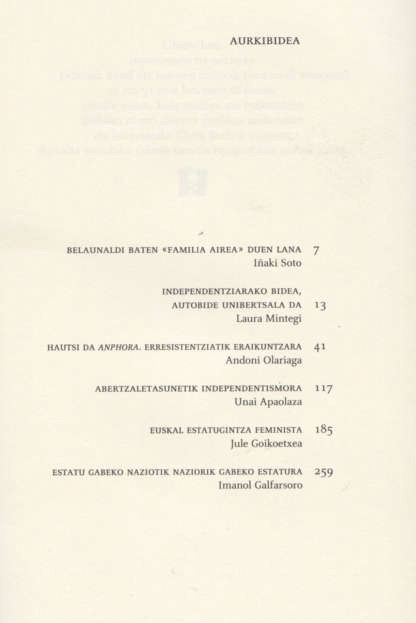 AURKIBIDEA
BELAUNALDI BATEN «FAMILIA AIREA» DUEN LANA 7
Iñaki Soto
INDEPENDENTZIARAKO BIDEA,
AUTOBIDE UNIBERTSALA DA 13
Laura Mintegi
HAUTSI DA ANPHORA. ERRESISTENTZIATIK ERAIKUNTZARA 41
Andoni Olariaga
ABERTZALETASUNETIK INDEPENDENTISMORA 117
Unai Apaolaza
EUSKAL ESTATUGINTZA FEMINISTA 185
Jule Goikoetxea
ESTATU GABEKO NAZIOTIK NAZIORIK GABEKO ESTATURA 259
Imanol Galfarsoro